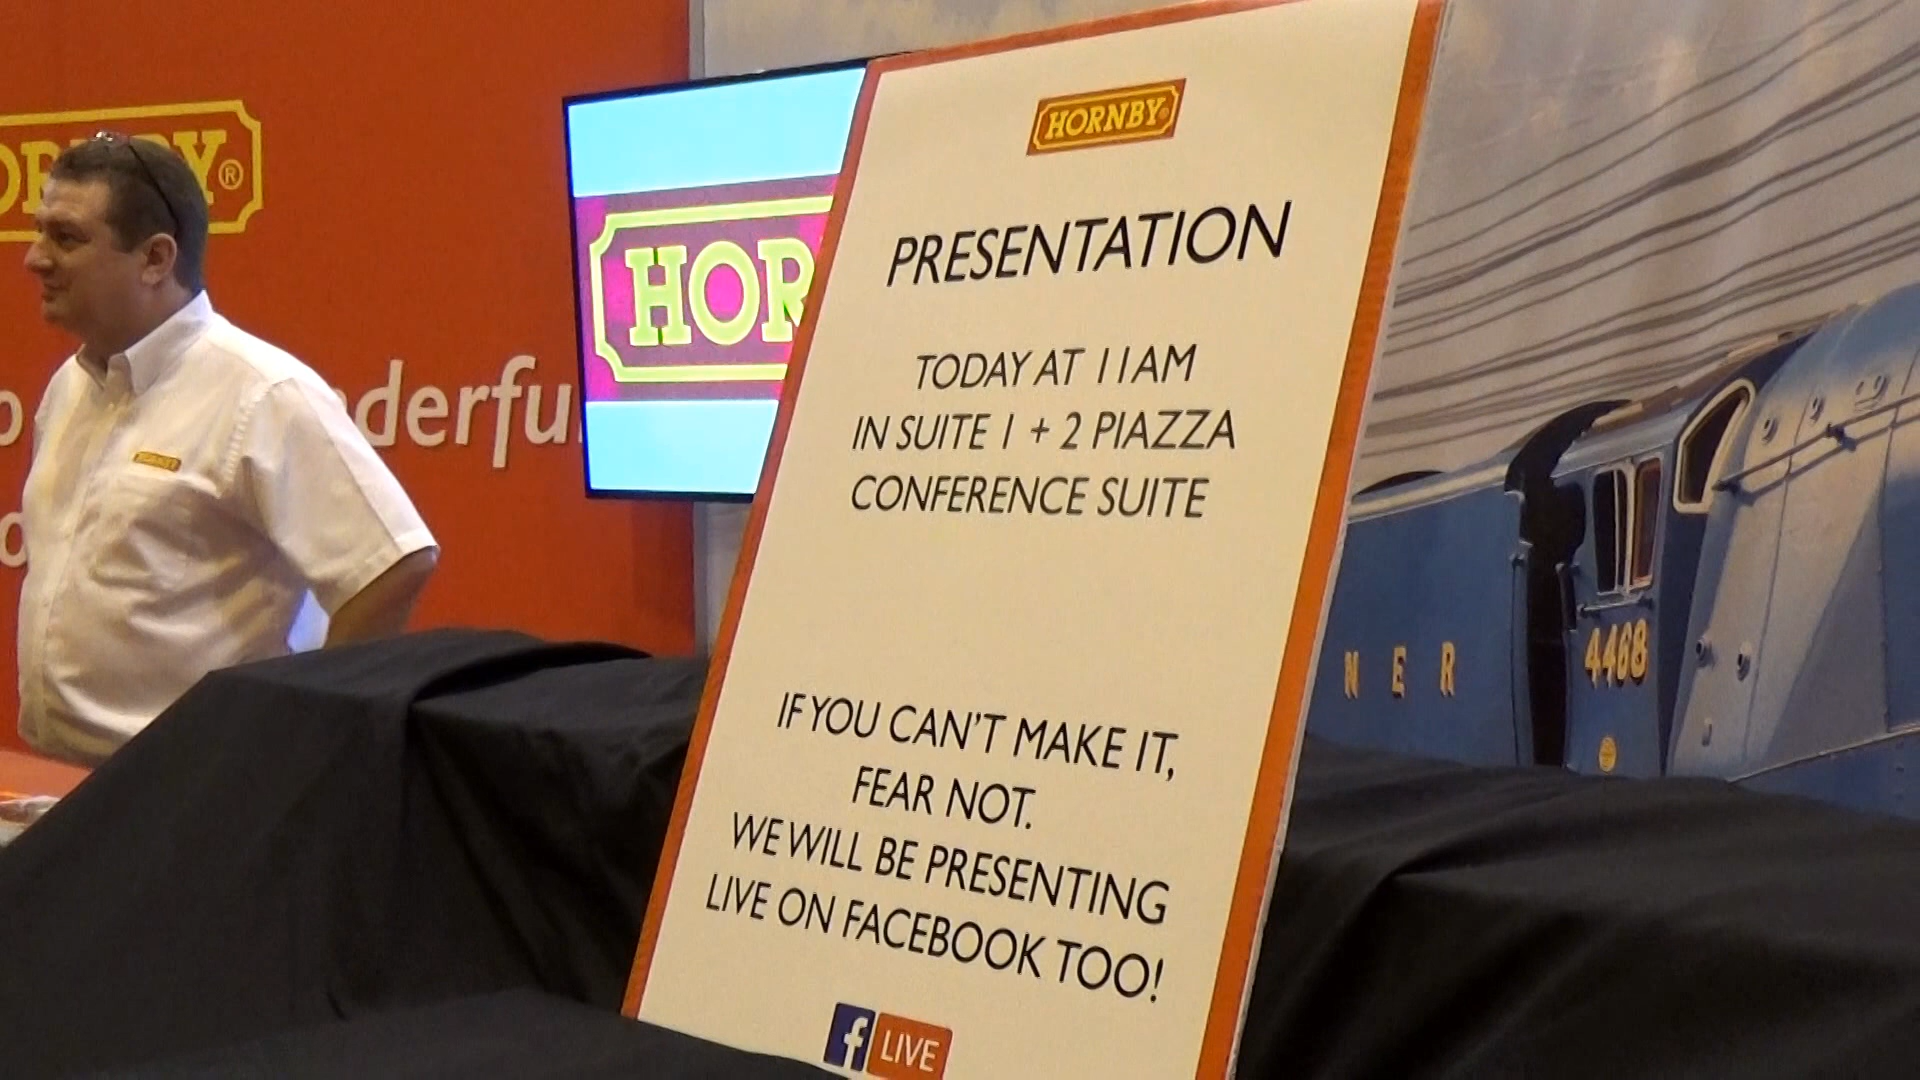 HORNBY®
PRESENTATION
TODAY AT 11AM
IN SUITE 1 + 2 PIAZZA
CONFERENCE SUITE
IF YOU CAN'T MAKE IT,
FEAR NOT.
WE WILL BE PRESENTING
LIVE ON FACEBOOK TOO!
f LIVE
HOR
HORNBY
N E R
4468